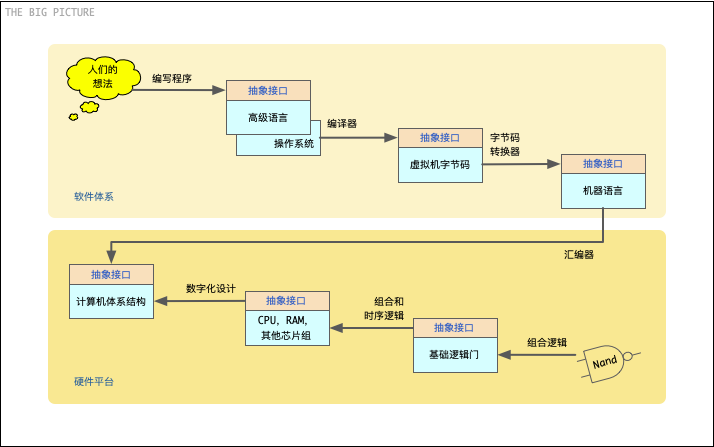 THE BIG PICTURE
人们的
想法
编写程序
抽象接口
高级语言
操作系统
编译器
抽象接口
虚拟机字节码
字节码
转换器
抽象接口
机器语言
软件体系
汇编器
抽象接口
计算机体系结构
数字化设计
抽象接口
CPU, RAM,
其他芯片组
组合和
时序逻辑
抽象接口
基础逻辑门
组合逻辑
Nand
硬件平台